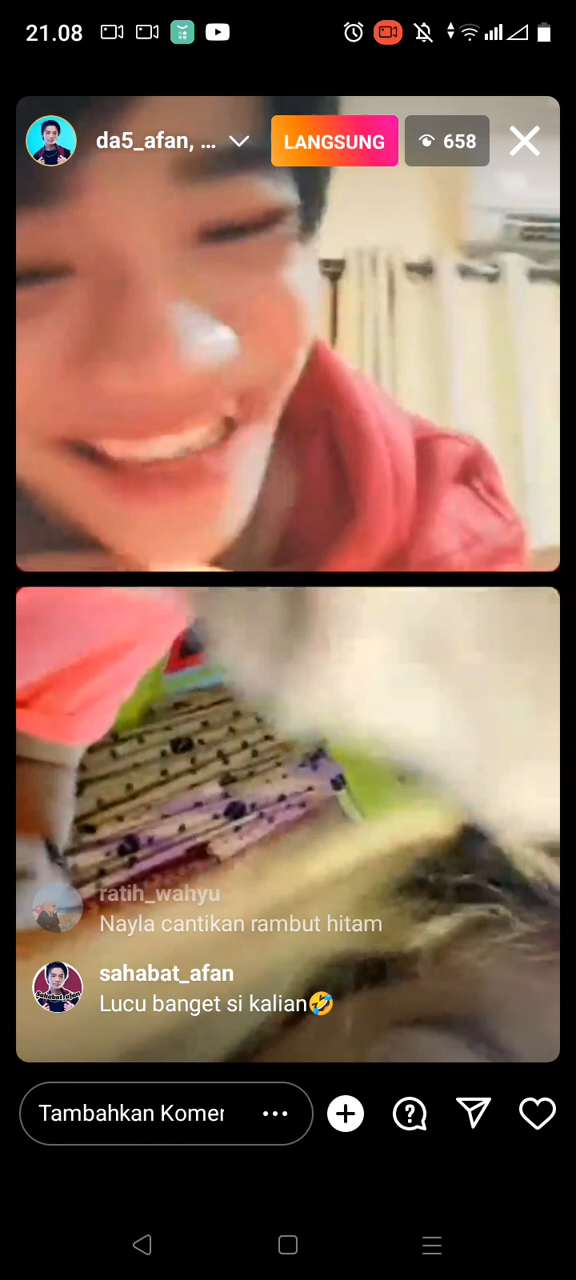 21.08
da5_afan, ...
LANGSUNG
658
ratih_wahyu
Nayla cantikan rambut hitam
sahabat_afan
Lucu banget si kalian🤣
Tambahkan Komer